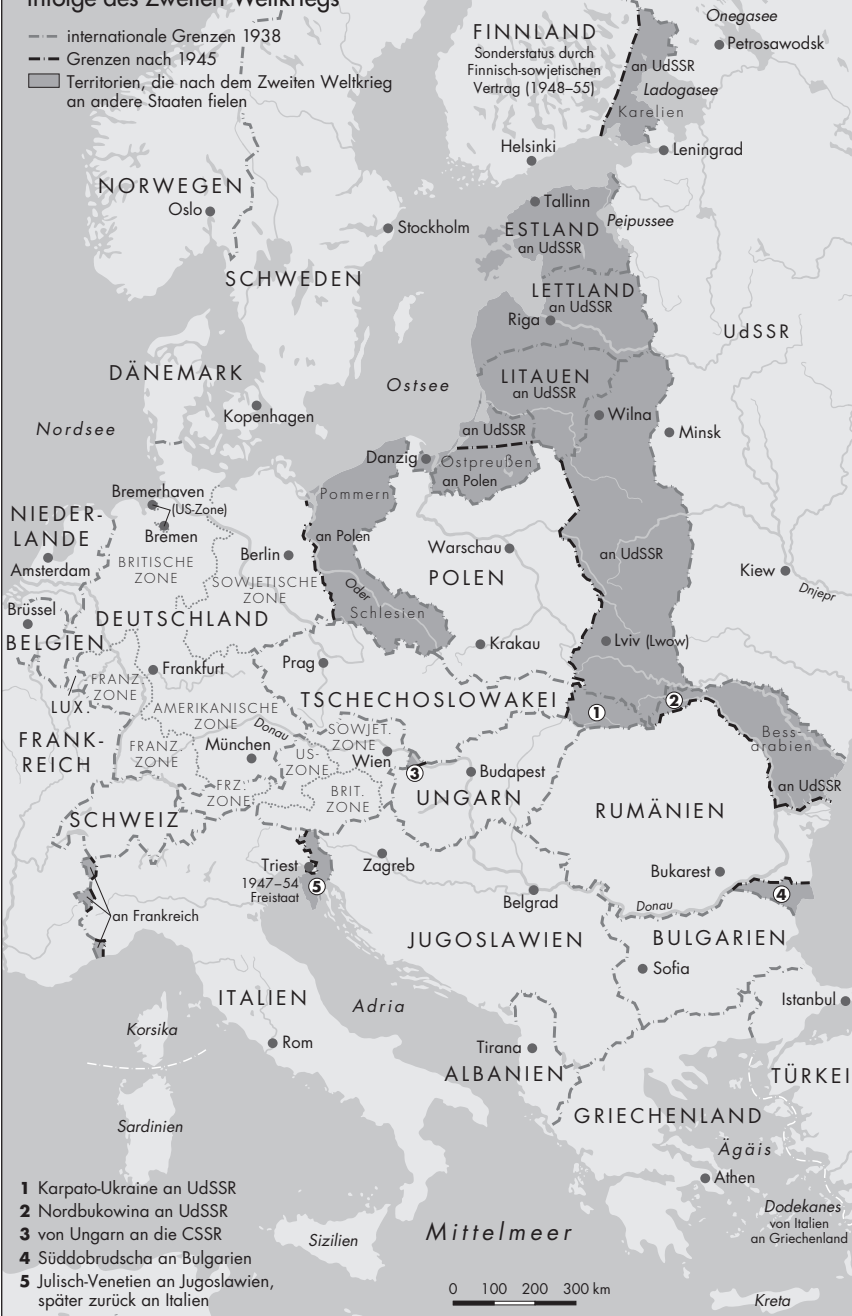 infolge des Zweiten Weltkriegs
internationale Grenzen 1938
Grenzen nach 1945
Territorien, die nach dem Zweiten Weltkrieg
an andere Staaten fielen
FINNLAND
Sonderstatus durch
Finnisch-sowjetischen
Vertrag (1948–55)
Onegasee
Petrosawodsk
an UdSSR
Ladogasee
Karelien
Helsinki
Leningrad
NORWEGEN
Oslo
Stockholm
SCHWEDEN
Tallinn
Peipussee
ESTLAND
an UdSSR
LETTLAND
an UdSSR
Riga
UdSSR
DÄNEMARK
Kopenhagen
Ostsee
LITAUEN
an UdSSR
Wilna
Nordsee
Minsk
an UdSSR
Danzig
Ostpreußen
an Polen
Pommern
an Polen
Bremerhaven
(US-Zone)
Bremen
NIEDER-
LANDE
Amsterdam
BRITISCHE
ZONE
Berlin
SOWJETISCHE
ZONE
Warschau
POLEN
an UdSSR
Kiew
Dnjepr
Oder
Schlesien
Brüssel
BELGIEN
DEUTSCHLAND
Krakau
Lviv (Lwow)
Prag
Frankfurt
FRANZ.
ZONE
LUX.
AMERIKANISCHE
ZONE
TSCHECHOSLOWAKEI
1
2
Bess-
arabien
an UdSSR
FRANK-
REICH
FRANZ.
ZONE
Donau
München
SOWJET.
ZONE
Wien
US-
ZONE
3
Budapest
UNGARN
FRZ.
ZONE
BRIT.
ZONE
RUMÄNIEN
SCHWEIZ
Triest
1947–54
Freistaat
5
Zagreb
Bukarest
4
an Frankreich
Belgrad
Donau
JUGOSLAWIEN
BULGARIEN
Sofia
ITALIEN
Adria
Istanbul
Korsika
Rom
Tirana
ALBANIEN
TÜRKEI
Sardinien
GRIECHENLAND
Ägäis
Athen
Dodekanes
von Italien
an Griechenland
Sizilien
Mittelmeer
Kreta
1 Karpato-Ukraine an UdSSR
2 Nordbukowina an UdSSR
3 von Ungarn an die CSSR
4 Süddobrudscha an Bulgarien
5 Julisch-Venetien an Jugoslawien,
später zurück an Italien
0 100 200 300 km